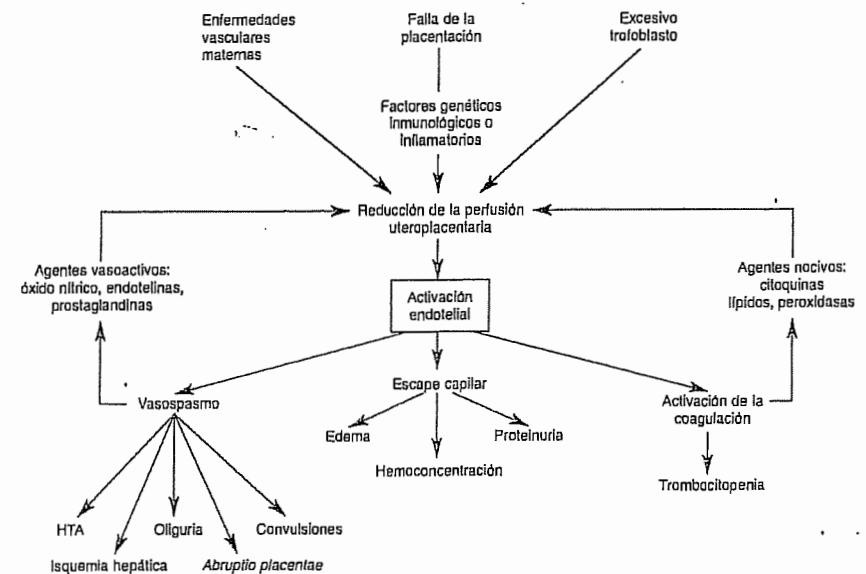 Enfermedades
vasculares
maternas
Falla de la
placentación
Excesivo
trofoblasto
Factores genéticos
inmunológicos o
inflamatorios
Reducción de la perfusión
uteroplacentaria
Agentes vasoactivos:
óxido nítrico, endotelinas,
prostaglandinas
Activación
endotelial
Agentes nocivos:
citoquinas
lípidos, peroxidasas
Vasospasmo
Escape capilar
Activación de la
coagulación
Edema
Proteinuria
Hemoconcentración
Trombocitopenia
HTA
Oliguria
Convulsiones
Isquemia hepática
Abruptio placentae